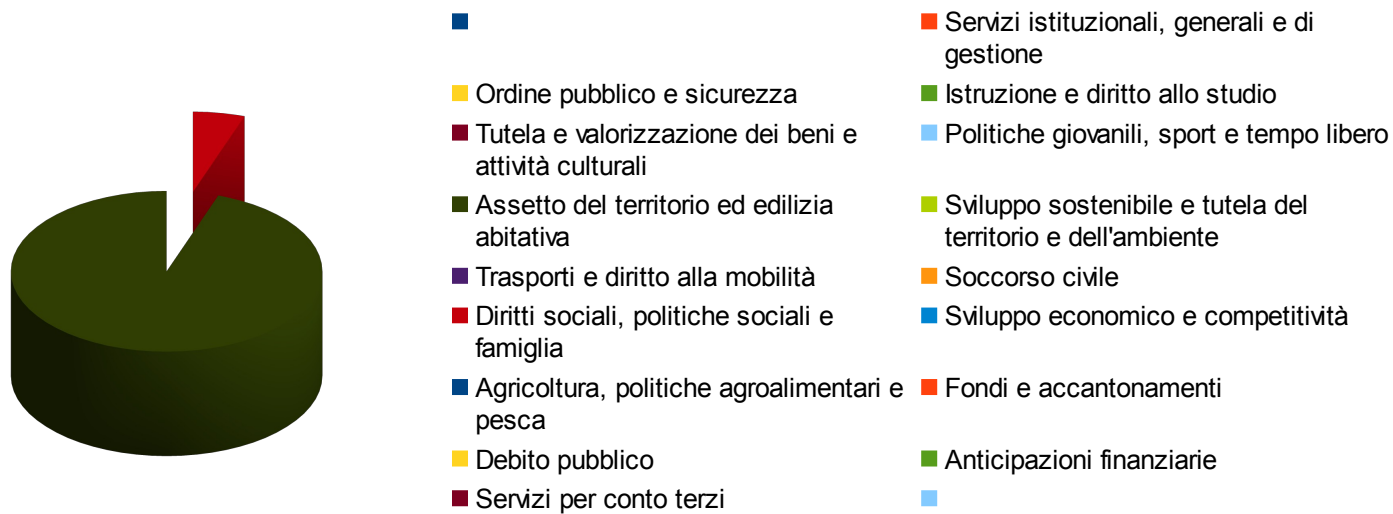 Servizi istituzionali, generali e di
gestione
Ordine pubblico e sicurezza
Istruzione e diritto allo studio
Tutela e valorizzazione dei beni e
attività culturali
Politiche giovanili, sport e tempo libero
Assetto del territorio ed edilizia
abitativa
Sviluppo sostenibile e tutela del
territorio e dell'ambiente
Trasporti e diritto alla mobilità
Soccorso civile
Diritti sociali, politiche sociali e
famiglia
Sviluppo economico e competitività
Agricoltura, politiche agroalimentari e
pesca
Fondi e accantonamenti
Debito pubblico
Anticipazioni finanziarie
Servizi per conto terzi